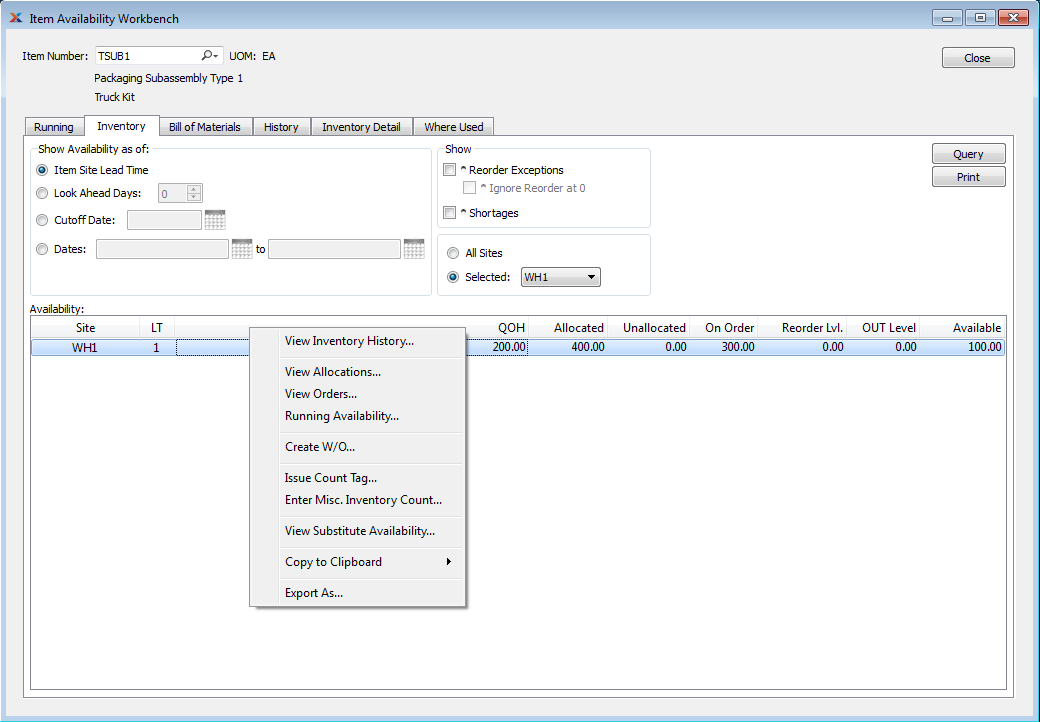 Item Availability Workbench
Item Number: TSUB1 UOM: EA
Close
Packaging Subassembly Type 1
Truck Kit
Running Inventory Bill of Materials History Inventory Detail Where Used
Show Availability as of:
Item Site Lead Time
Look Ahead Days: 0
Cutoff Date:
Dates: to
Show
^ Reorder Exceptions
^ Ignore Reorder at 0
^ Shortages
All Sites
Selected: WH1
Query
Print
Availability:
Site LT QOH Allocated Unallocated On Order Reorder Lvl. OUT Level Available
WH1 1 200.00 400.00 0.00 300.00 0.00 0.00 100.00
View Inventory History...
View Allocations...
View Orders...
Running Availability...
Create W/O...
Issue Count Tag...
Enter Misc. Inventory Count...
View Substitute Availability...
Copy to Clipboard
Export As...